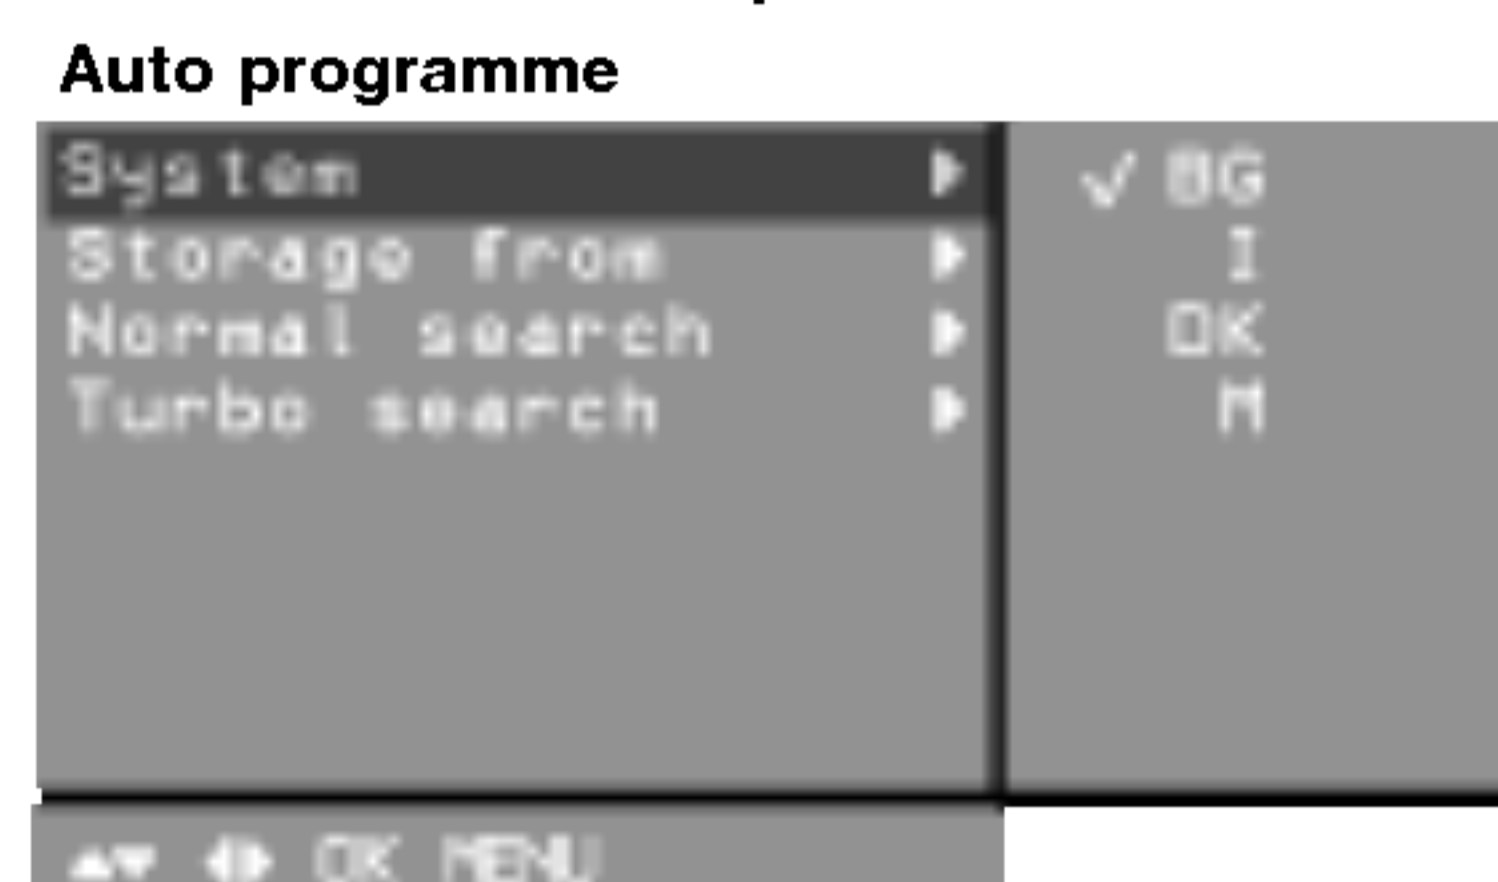 Auto programme
System
Storage from
Normal search
Turbo search
✓ BG
I
DK
M
▲▼ ◀▶ OK MENU